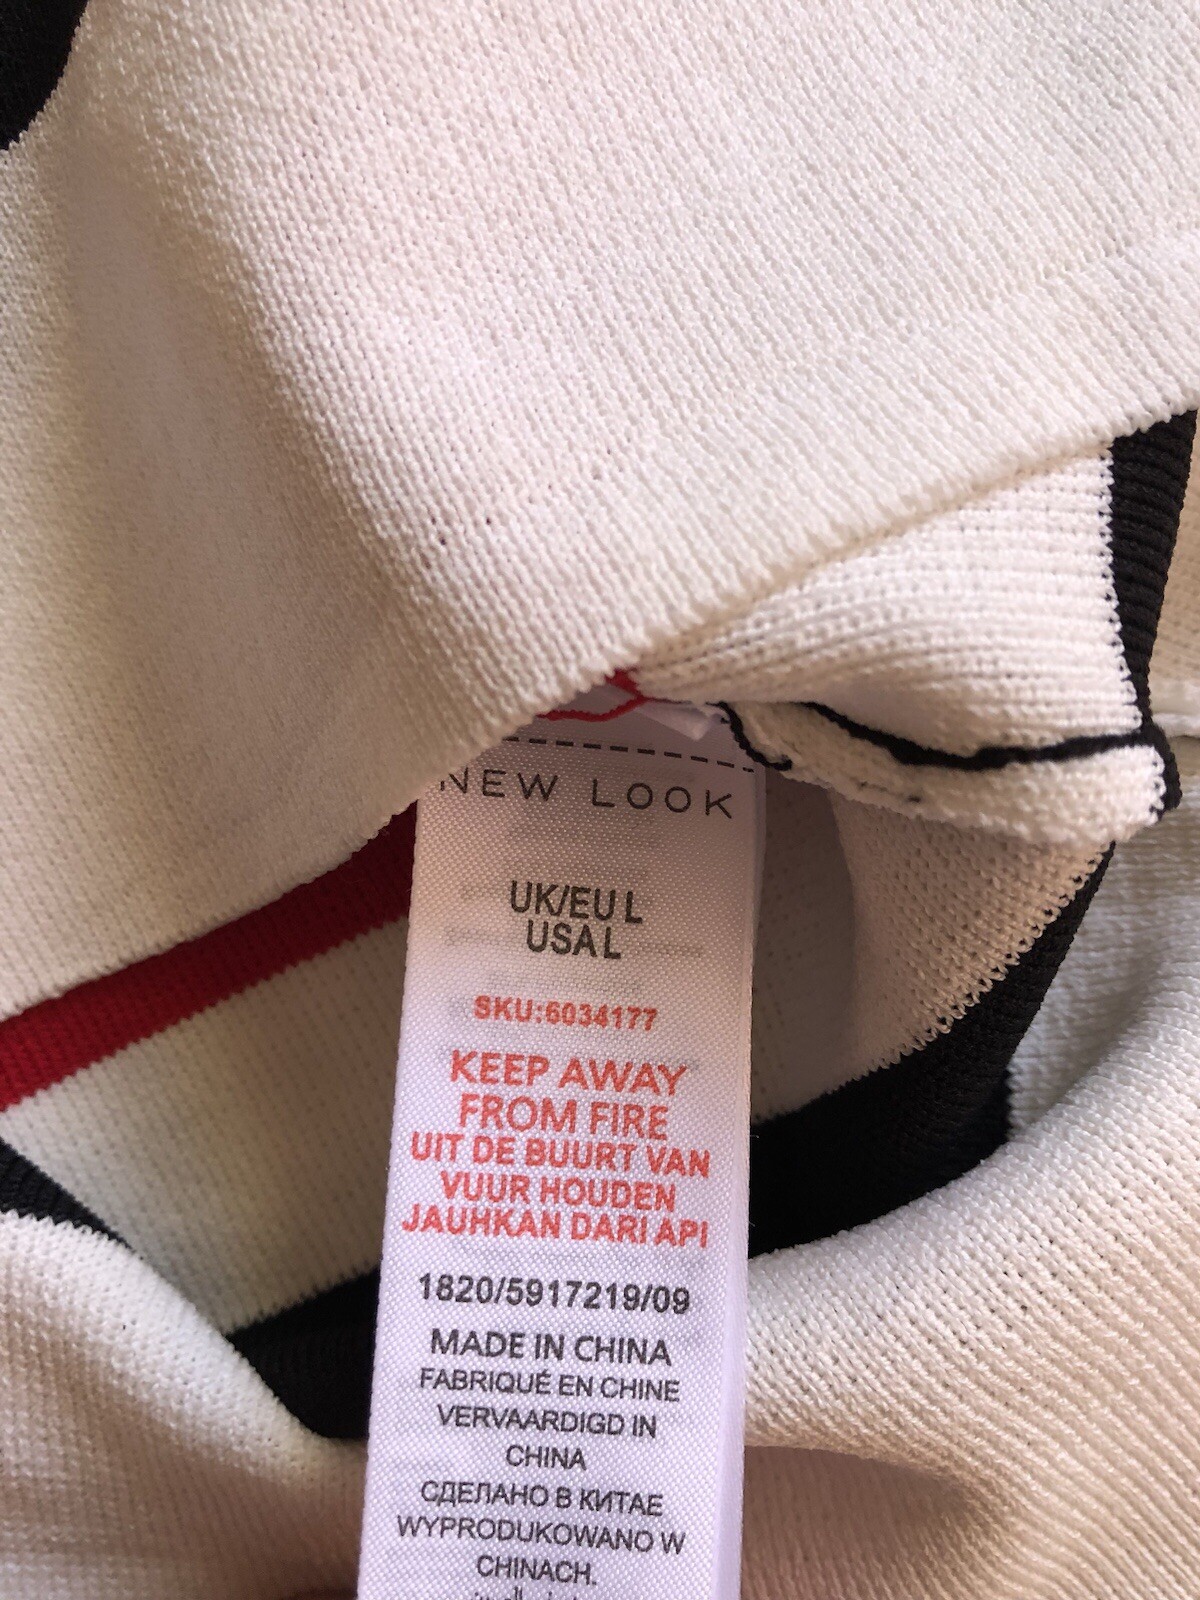 NEW LOOK
UK/EU L
USA L
SKU:6034177
KEEP AWAY
FROM FIRE
UIT DE BUURT VAN
VUUR HOUDEN
JAUHKAN DARI API
1820/5917219/09
MADE IN CHINA
FABRIQUÉ EN CHINE
VERVAARDIGD IN
CHINA
СДЕЛАНО В КИТАЕ
WYPRODUKOWANO W
CHINACH.